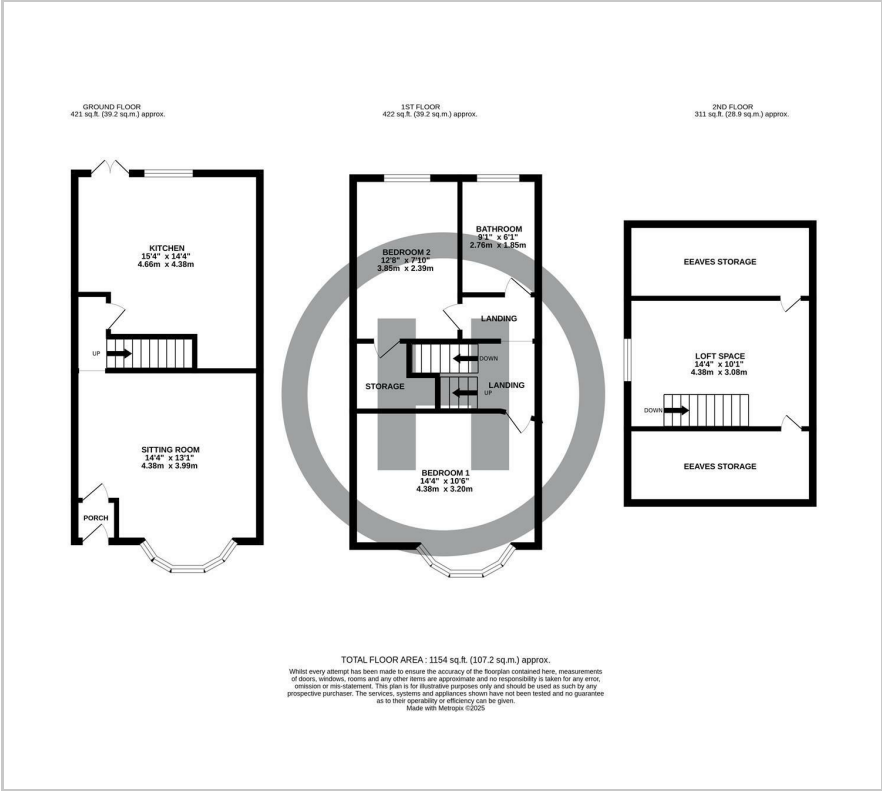 GROUND FLOOR
421 sq.ft. (39.2 sq.m.) approx.
1ST FLOOR
422 sq.ft. (39.2 sq.m.) approx.
2ND FLOOR
311 sq.ft. (28.9 sq.m.) approx.
KITCHEN
15'4" x 14'4"
4.66m x 4.38m
UP
SITTING ROOM
14'4" x 13'1"
4.38m x 3.99m
PORCH
BATHROOM
9'1" x 6'1"
2.76m x 1.85m
BEDROOM 2
12'8" x 7'10"
3.85m x 2.39m
LANDING
DOWN
STORAGE
LANDING
UP
BEDROOM 1
14'4" x 10'6"
4.38m x 3.20m
EEAVES STORAGE
LOFT SPACE
14'4" x 10'1"
4.38m x 3.08m
DOWN
EEAVES STORAGE
H
TOTAL FLOOR AREA : 1154 sq.ft. (107.2 sq.m.) approx.
Whilst every attempt has been made to ensure the accuracy of the floorplan contained here, measurements
of doors, windows, rooms and any other items are approximate and no responsibility is taken for any error,
omission or mis-statement. This plan is for illustrative purposes only and should be used as such by any
prospective purchaser. The services, systems and appliances shown have not been tested and no guarantee
as to their operability or efficiency can be given.
Made with Metropix ©2025